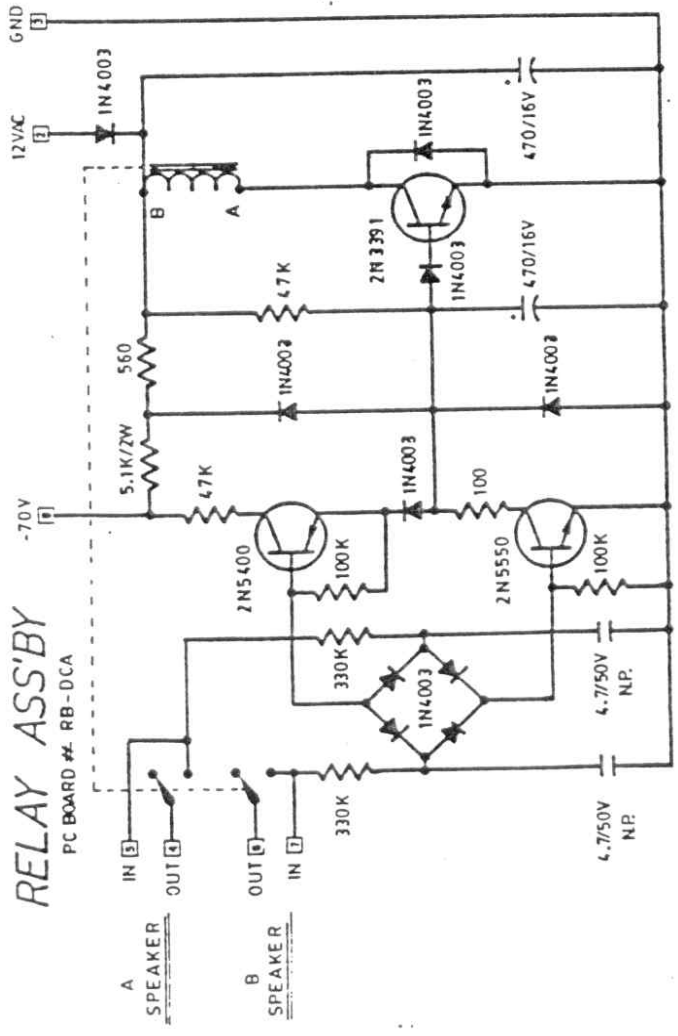 RELAY ASS'BY
PC BOARD #. RB-DCA
GND 3
12VAC 2
1N4003
-70V
B
A
560
5.1K/2W
47K
47K
1N4003
1N4003
2N3391
470/16V
1N4003
470/16V
1N4003
1N4003
100
2N5400
100K
2N5550
100K
330K
1N4003
4.7/50V
N.P.
330K
4.7/50V
N.P.
A
SPEAKER
IN 5
OUT 4
B
SPEAKER
OUT 6
IN 7